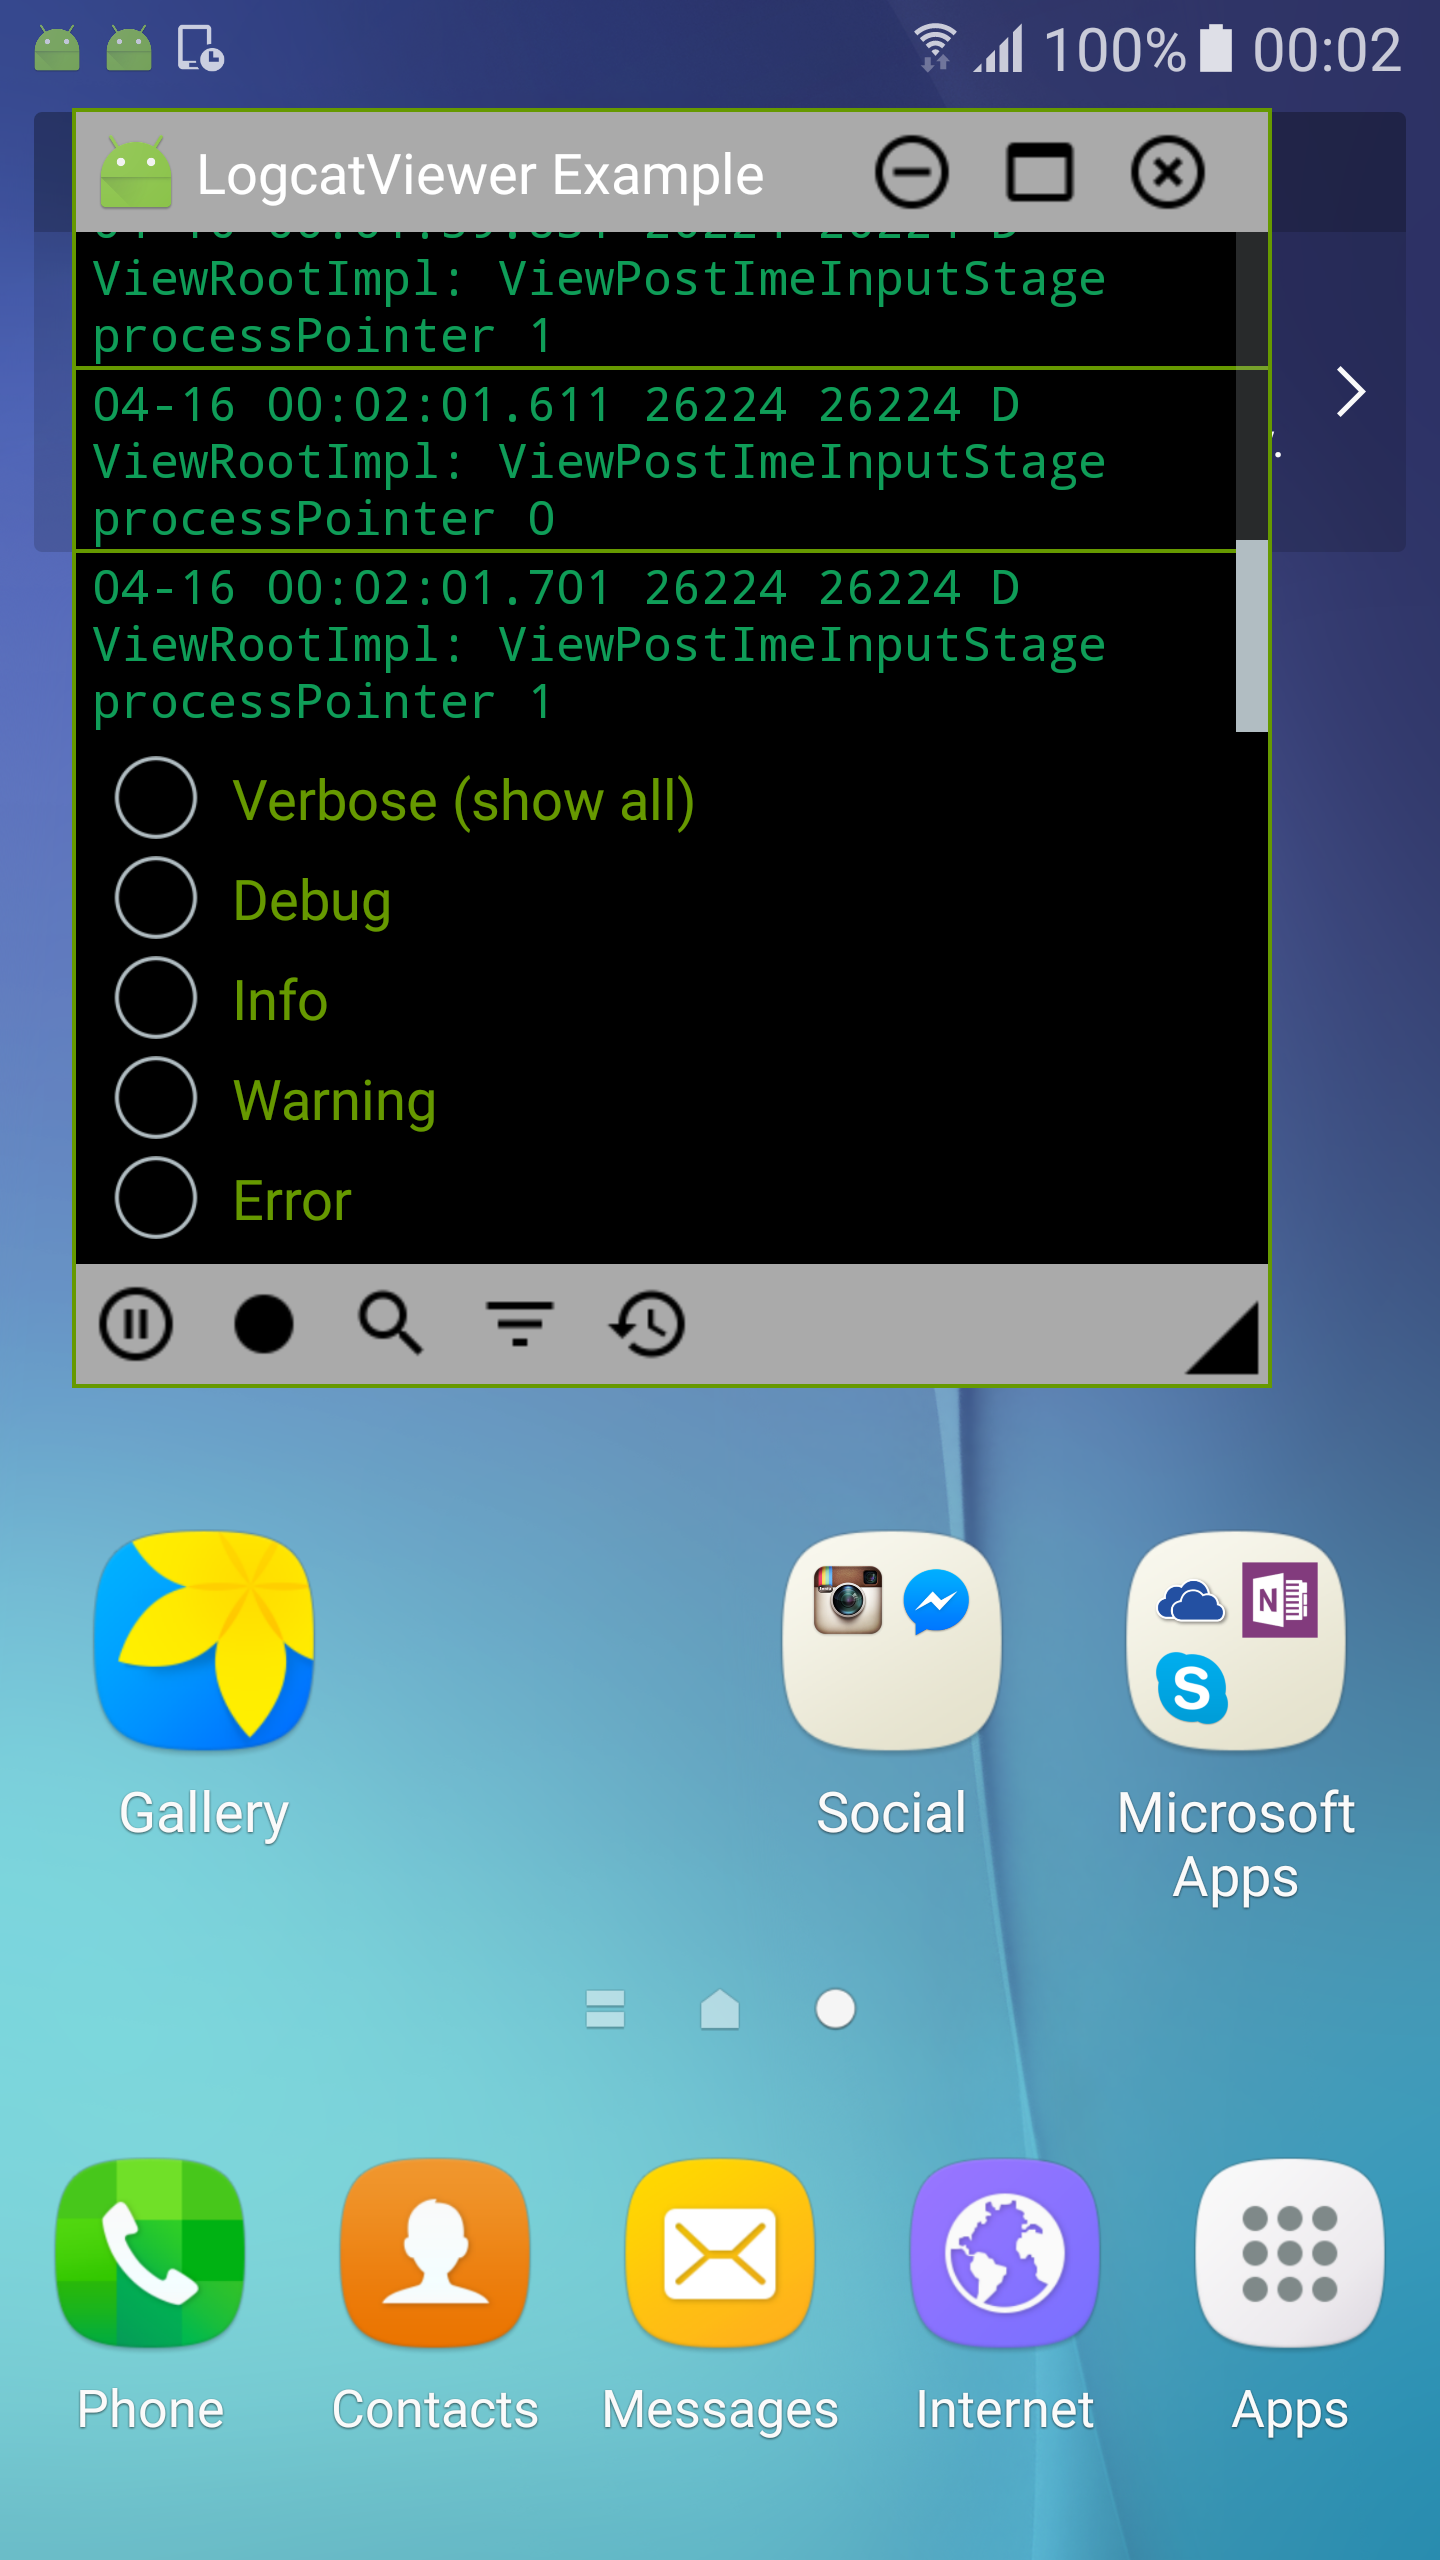 100% 00:02
LogcatViewer Example
ViewRootImpl: ViewPostImeInputStage
processPointer 1
04-16 00:02:01.611 26224 26224 D
ViewRootImpl: ViewPostImeInputStage
processPointer 0
04-16 00:02:01.701 26224 26224 D
ViewRootImpl: ViewPostImeInputStage
processPointer 1
Verbose (show all)
Debug
Info
Warning
Error
Gallery
Social
Microsoft
Apps
Phone
Contacts
Messages
Internet
Apps